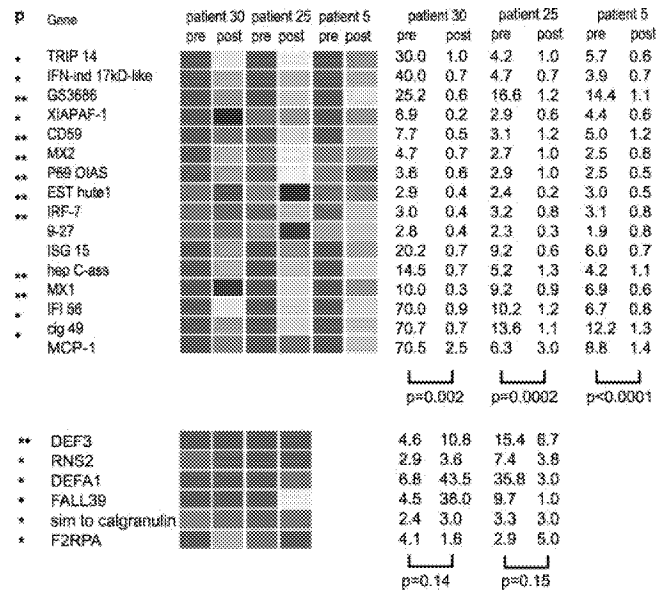 p Gene patient 30 patient 25 patient 5 patient 30 patient 25 patient 5
pre post pre post pre post pre post pre post pre post
* TRIP 14 30.0 1.0 4.2 1.0 5.7 0.6
* IFN-ind 17kD-like 40.0 0.7 4.7 0.7 3.9 0.7
** GS3686 25.2 0.6 16.6 1.2 14.4 1.1
* XIAPAF-1 6.9 0.2 2.9 0.6 4.4 0.6
** CD59 7.7 0.5 3.1 1.2 5.0 1.2
** MX2 4.7 0.7 2.7 1.0 2.5 0.8
** P69 OIAS 3.8 0.6 2.9 1.0 2.5 0.5
** EST hute1 2.9 0.4 2.4 0.2 3.0 0.5
** IRF-7 3.0 0.4 3.2 0.8 3.1 0.8
9-27 2.8 0.4 2.3 0.3 1.9 0.8
ISG 15 20.2 0.7 9.2 0.6 6.0 0.7
** hep C-ass 14.5 0.7 5.2 1.3 4.2 1.1
** MX1 10.0 0.3 9.2 0.9 6.9 0.6
* IFI 56 70.0 0.9 10.2 1.2 6.7 0.8
* cig 49 70.7 0.7 13.6 1.1 12.2 1.3
MCP-1 70.5 2.5 6.3 3.0 8.8 1.4
p=0.002 p=0.0002 p<0.0001
** DEF3 4.6 10.8 15.4 6.7
* RNS2 2.9 3.6 7.4 3.8
* DEFA1 6.8 43.5 35.8 3.0
* FALL39 4.5 38.0 9.7 1.0
* sim to calgranulin 2.4 3.0 3.3 3.0
* F2RPA 4.1 1.6 2.9 5.0
p=0.14 p=0.15